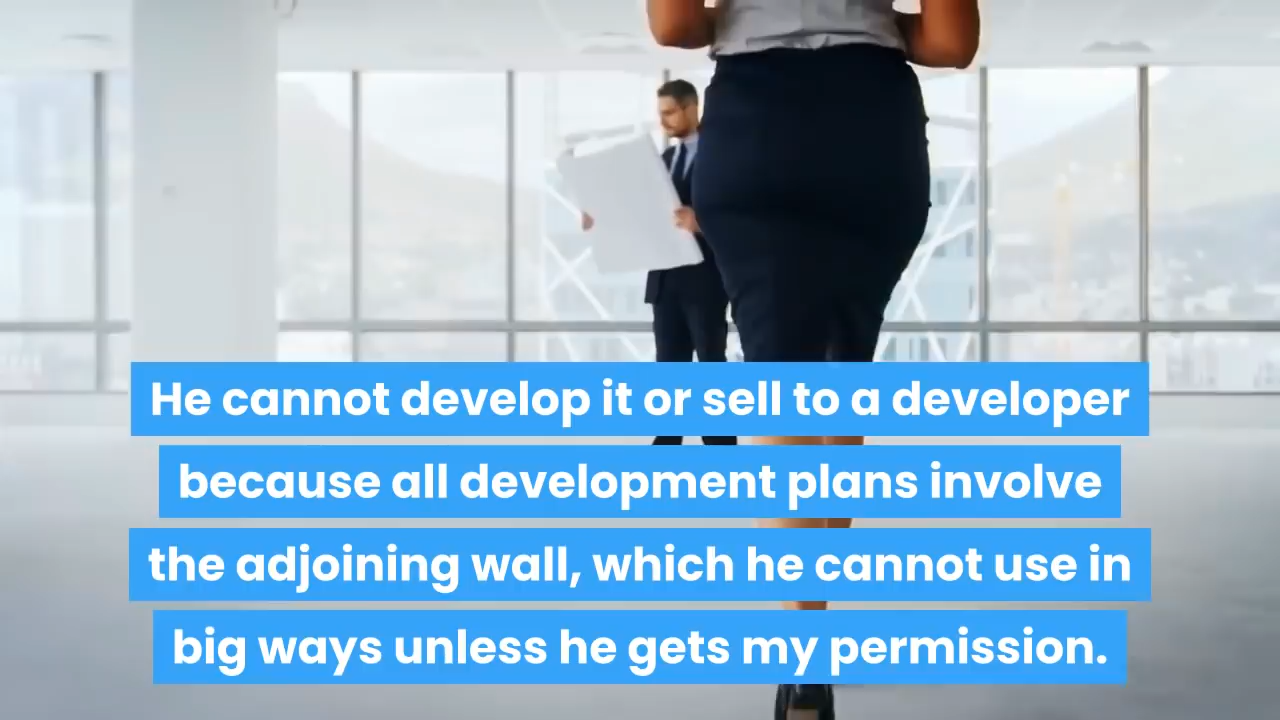 He cannot develop it or sell to a developer
because all development plans involve
the adjoining wall, which he cannot use in
big ways unless he gets my permission.